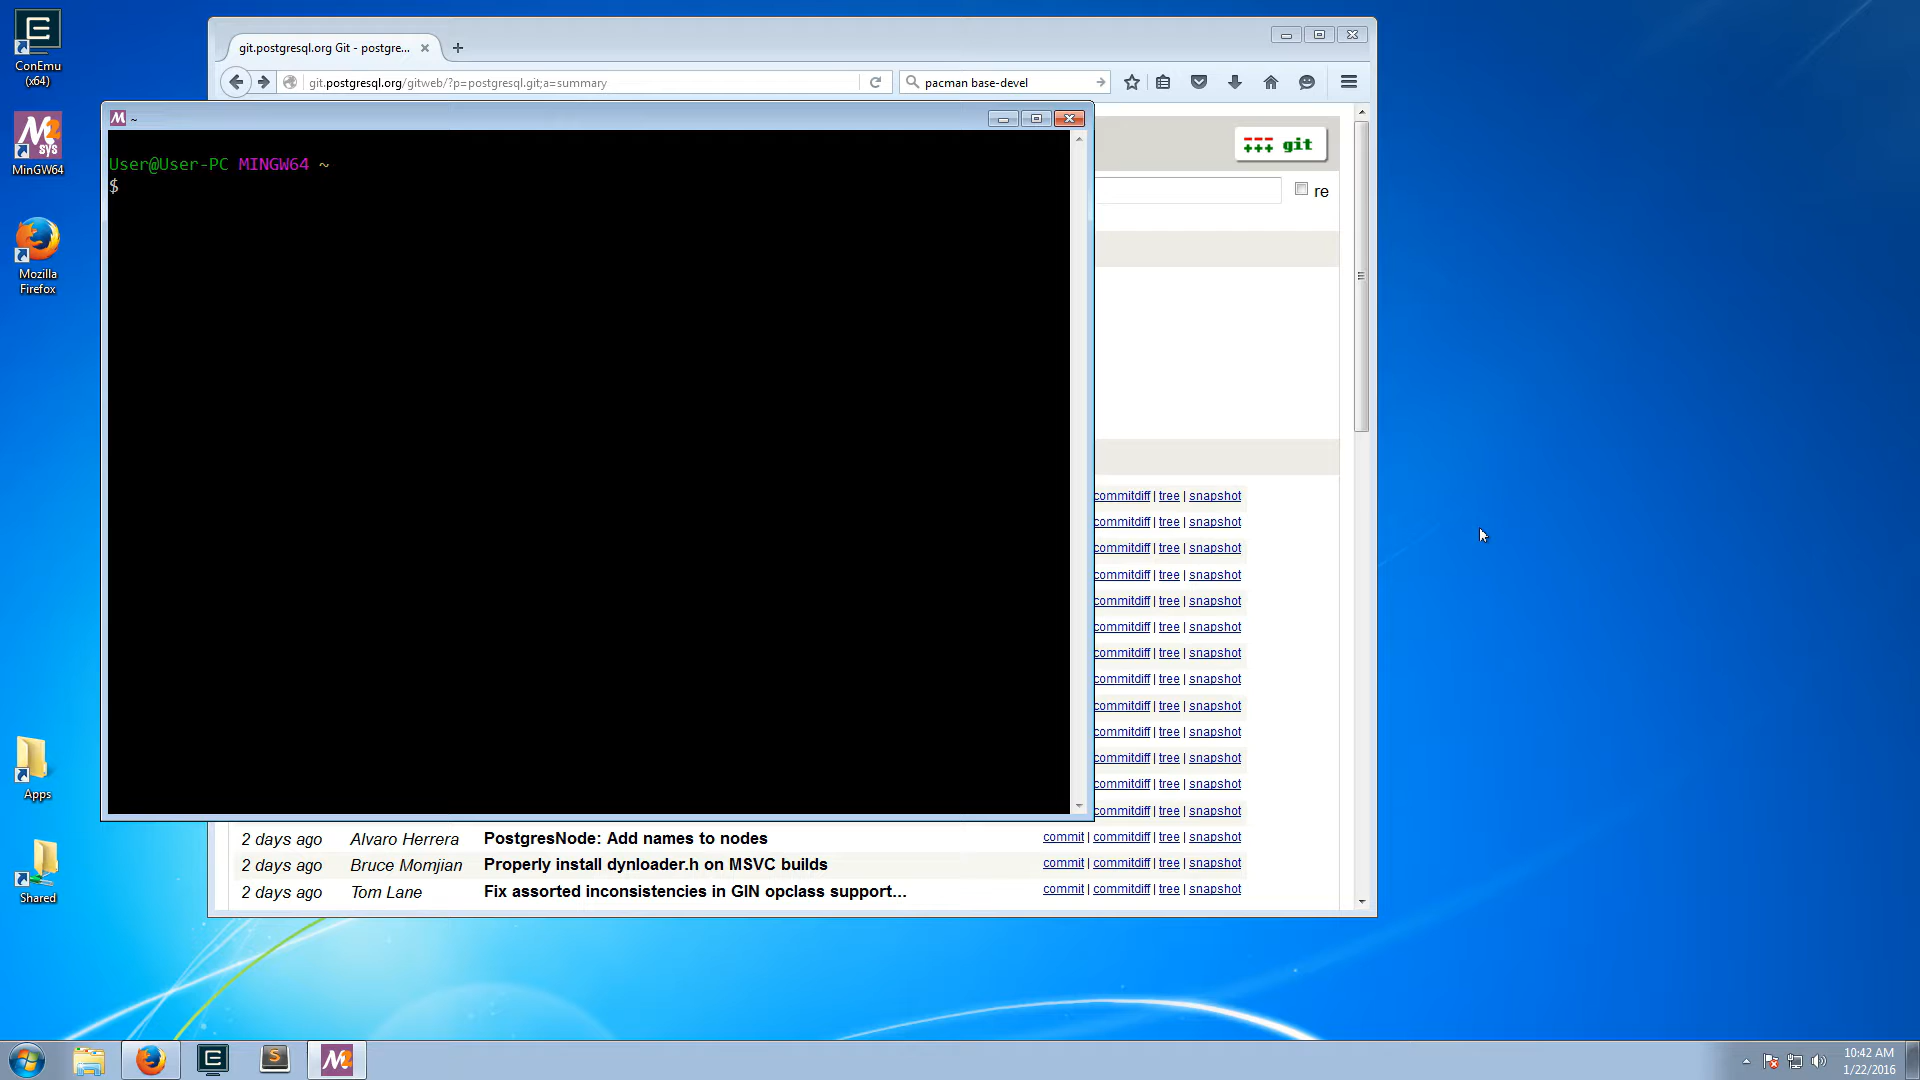 ConEmu
(x64)
MinGW64
Mozilla
Firefox
Apps
Shared
git.postgresql.org Git - postgre...
git.postgresql.org/gitweb/?p=postgresql.git;a=summary
pacman base-devel
~
User@User-PC MINGW64 ~
$
git
re
commitdiff | tree | snapshot
commitdiff | tree | snapshot
commitdiff | tree | snapshot
commitdiff | tree | snapshot
commitdiff | tree | snapshot
commitdiff | tree | snapshot
commitdiff | tree | snapshot
commitdiff | tree | snapshot
commitdiff | tree | snapshot
commitdiff | tree | snapshot
commitdiff | tree | snapshot
commitdiff | tree | snapshot
commitdiff | tree | snapshot
2 days ago Alvaro Herrera PostgresNode: Add names to nodes commit | commitdiff | tree | snapshot
2 days ago Bruce Momjian Properly install dynloader.h on MSVC builds commit | commitdiff | tree | snapshot
2 days ago Tom Lane Fix assorted inconsistencies in GIN opclass support... commit | commitdiff | tree | snapshot
10:42 AM
1/22/2016